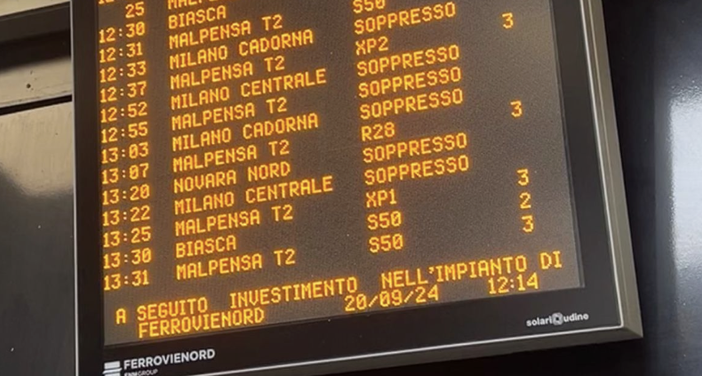 25 MALP
12:30 BIASCA
12:31 MALPENSA T2 S50
12:33 MILANO CADORNA SOPPRESSO
12:37 MALPENSA T2 XP2 3
12:52 MILANO CENTRALE SOPPRESSO
12:55 MALPENSA T2 SOPPRESSO
13:03 MILANO CADORNA SOPPRESSO
13:07 MALPENSA T2 R28 3
13:20 NOVARA NORD SOPPRESSO
13:22 MILANO CENTRALE SOPPRESSO
13:25 MALPENSA T2 XP1 3
13:30 BIASCA S50 2
13:31 MALPENSA T2 S50 3
A SEGUITO INVESTIMENTO NELL'IMPIANTO DI
FERROVIENORD 20/09/24 12:14
FERROVIENORD
FNMGROUP
solari udine